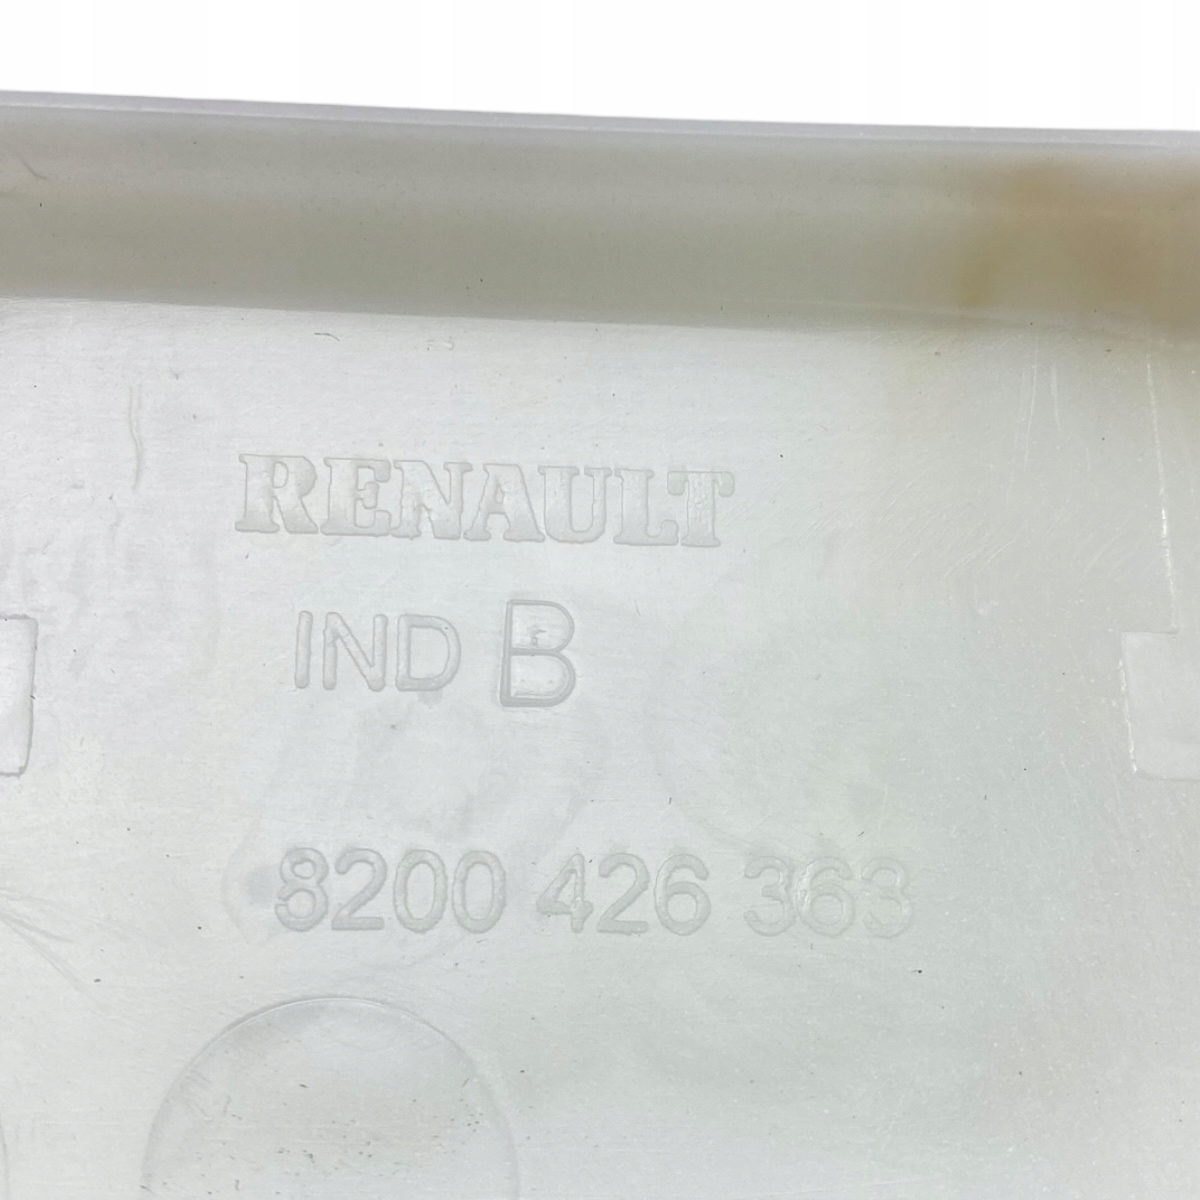 RENAULT
IND B
8200 426 363